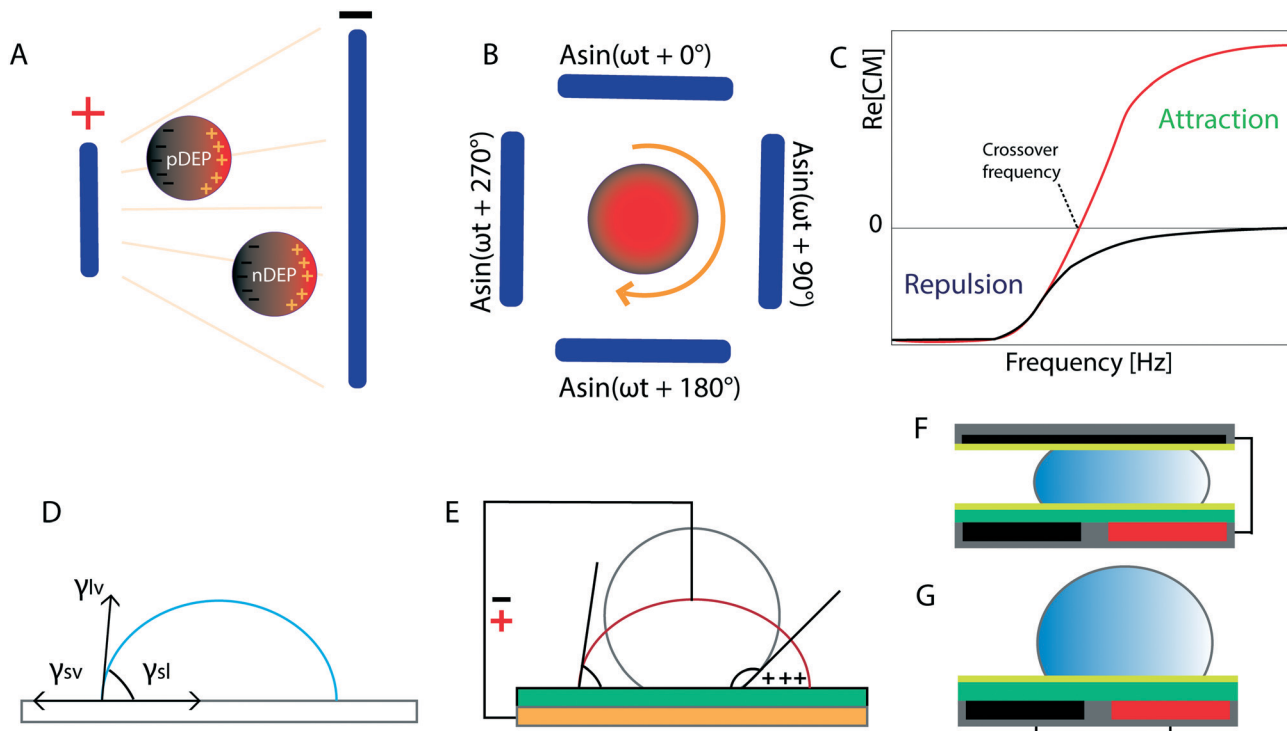 A
+
−
− − − − − pDEP + + + + +
− − − − − nDEP + + + + +
B
Asin(ωt + 0°)
Asin(ωt + 270°)
Asin(ωt + 90°)
Asin(ωt + 180°)
C
Re[CM]
Attraction
Crossover
frequency
0
Repulsion
Frequency [Hz]
D
γlv
γsv
γsl
E
−
+
+ + +
F
G